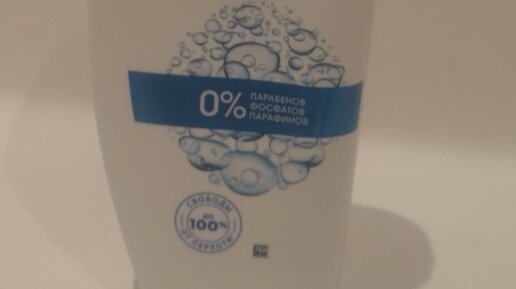 0% ПАРАБЕНОВ
ФОСФАТОВ
ПАРАФИНОВ
СВОБОДЫ
ДО
100%
ОТ ПЕРХОТИ